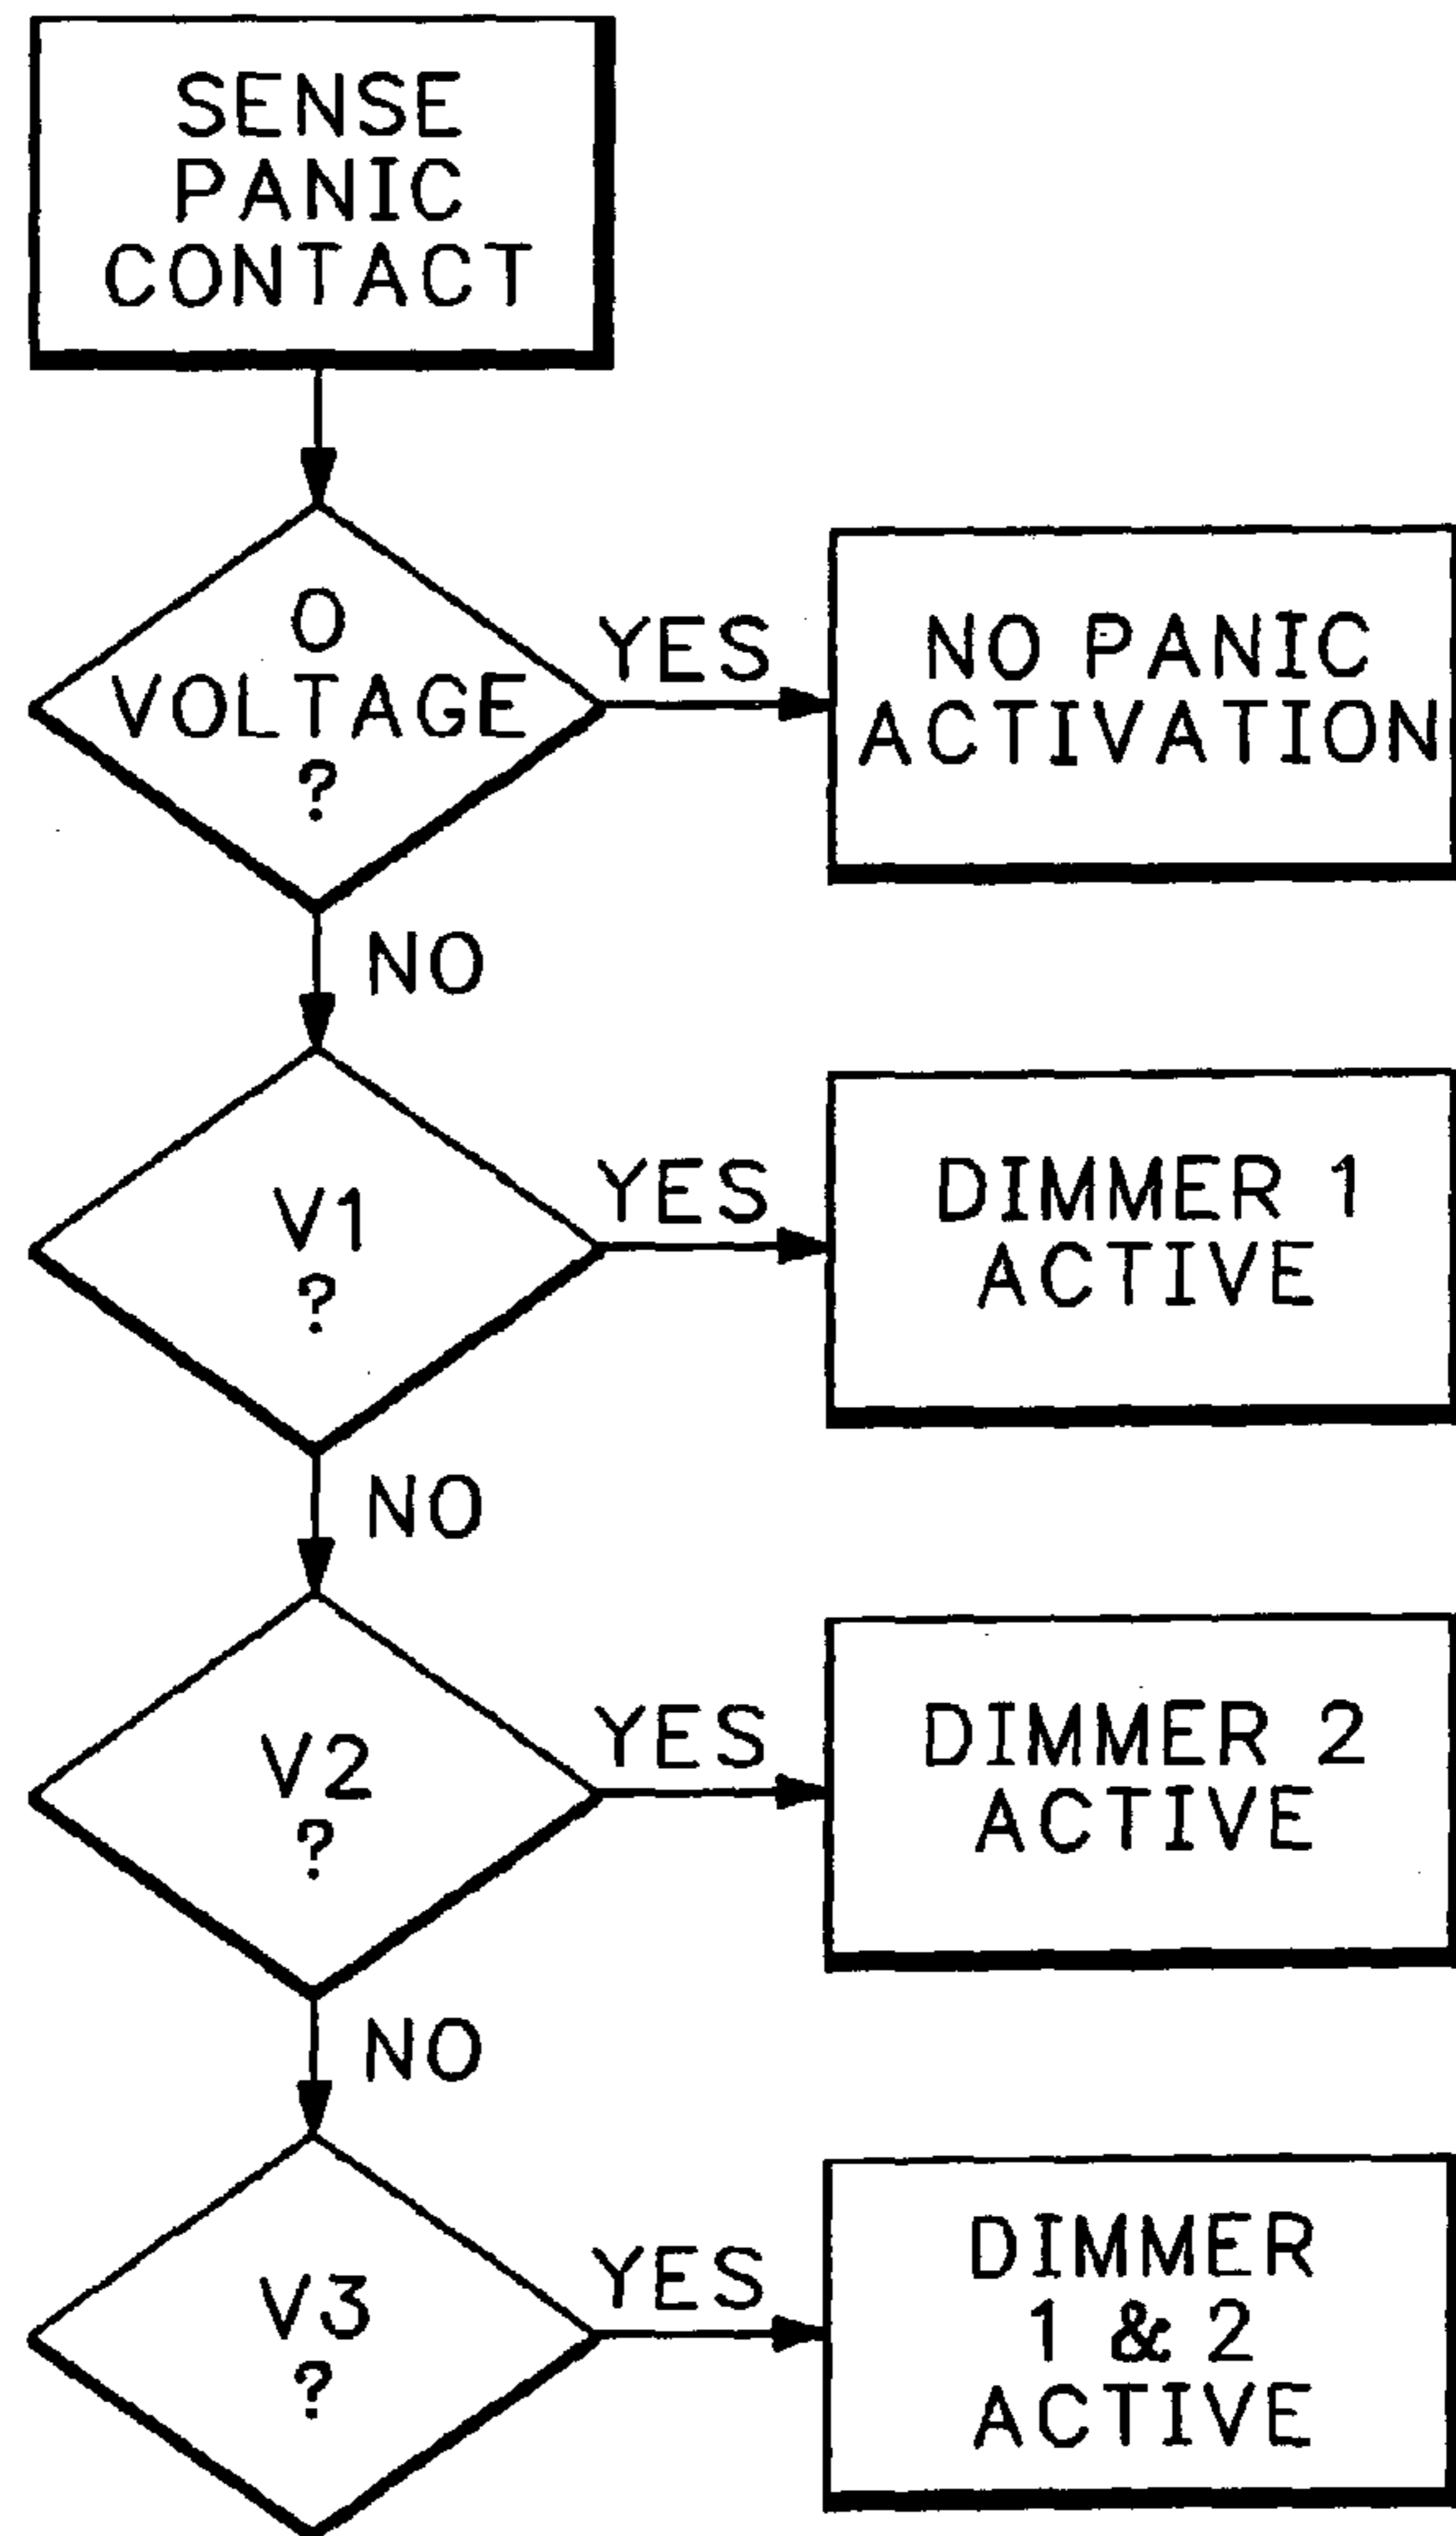 SENSE
PANIC
CONTACT
0
VOLTAGE
?
YES
NO PANIC
ACTIVATION
NO
V1
?
YES
DIMMER 1
ACTIVE
NO
V2
?
YES
DIMMER 2
ACTIVE
NO
V3
?
YES
DIMMER
1 & 2
ACTIVE